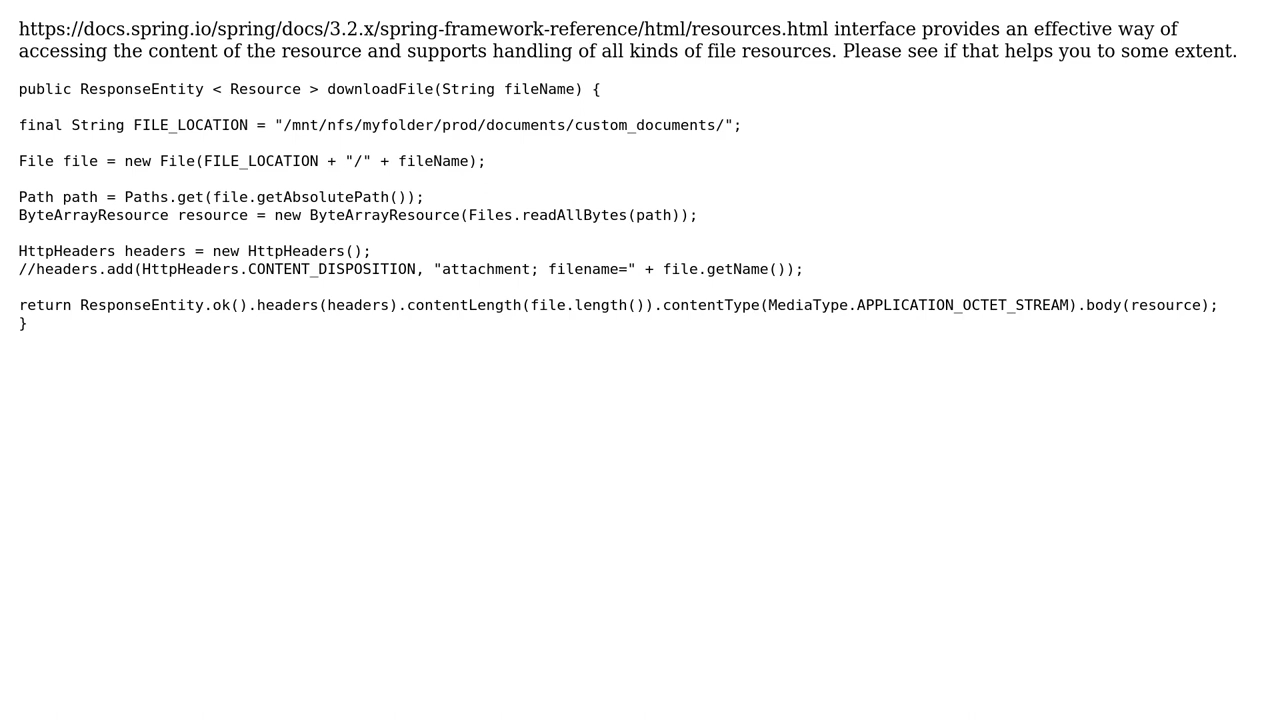 https://docs.spring.io/spring/docs/3.2.x/spring-framework-reference/html/resources.html interface provides an effective way of
accessing the content of the resource and supports handling of all kinds of file resources. Please see if that helps you to some extent.
public ResponseEntity < Resource > downloadFile(String fileName) {
final String FILE_LOCATION = "/mnt/nfs/myfolder/prod/documents/custom_documents/";
File file = new File(FILE_LOCATION + "/" + fileName);
Path path = Paths.get(file.getAbsolutePath());
ByteArrayResource resource = new ByteArrayResource(Files.readAllBytes(path));
HttpHeaders headers = new HttpHeaders();
//headers.add(HttpHeaders.CONTENT_DISPOSITION, "attachment; filename=" + file.getName());
return ResponseEntity.ok().headers(headers).contentLength(file.length()).contentType(MediaType.APPLICATION_OCTET_STREAM).body(resource);
}